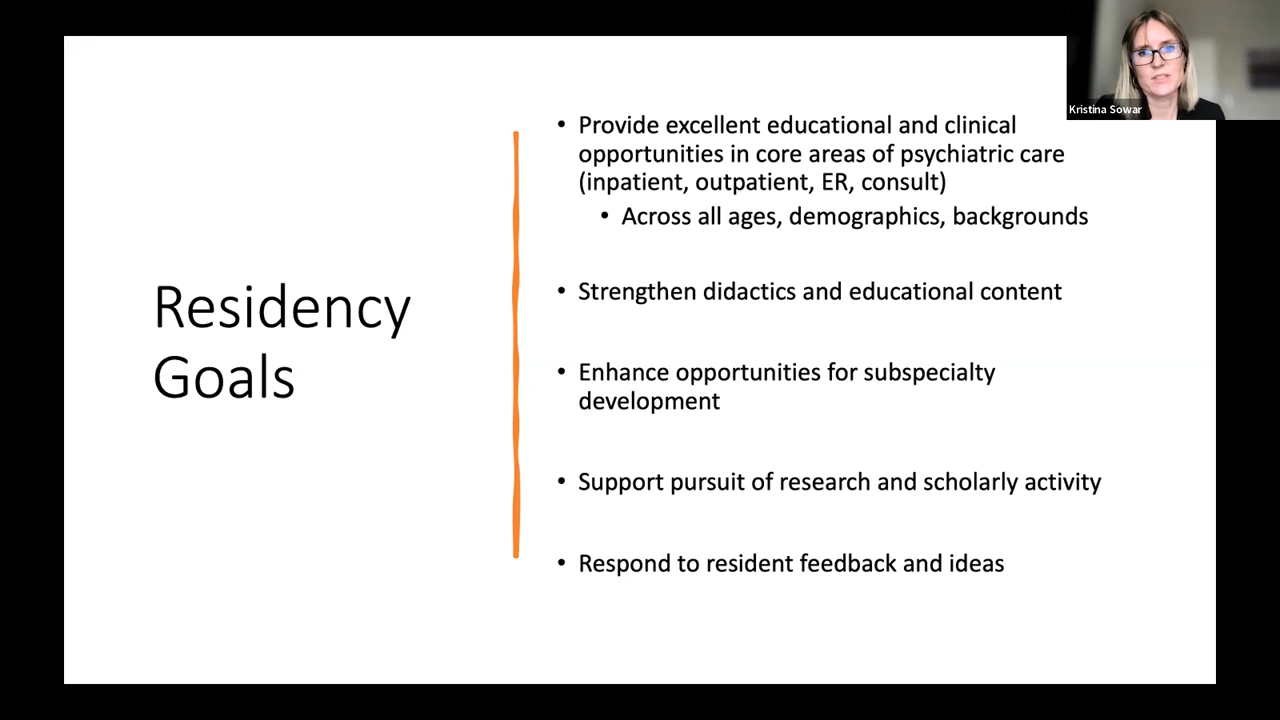 Kristina Sowar
Residency
Goals
• Provide excellent educational and clinical
opportunities in core areas of psychiatric care
(inpatient, outpatient, ER, consult)
• Across all ages, demographics, backgrounds
• Strengthen didactics and educational content
• Enhance opportunities for subspecialty
development
• Support pursuit of research and scholarly activity
• Respond to resident feedback and ideas